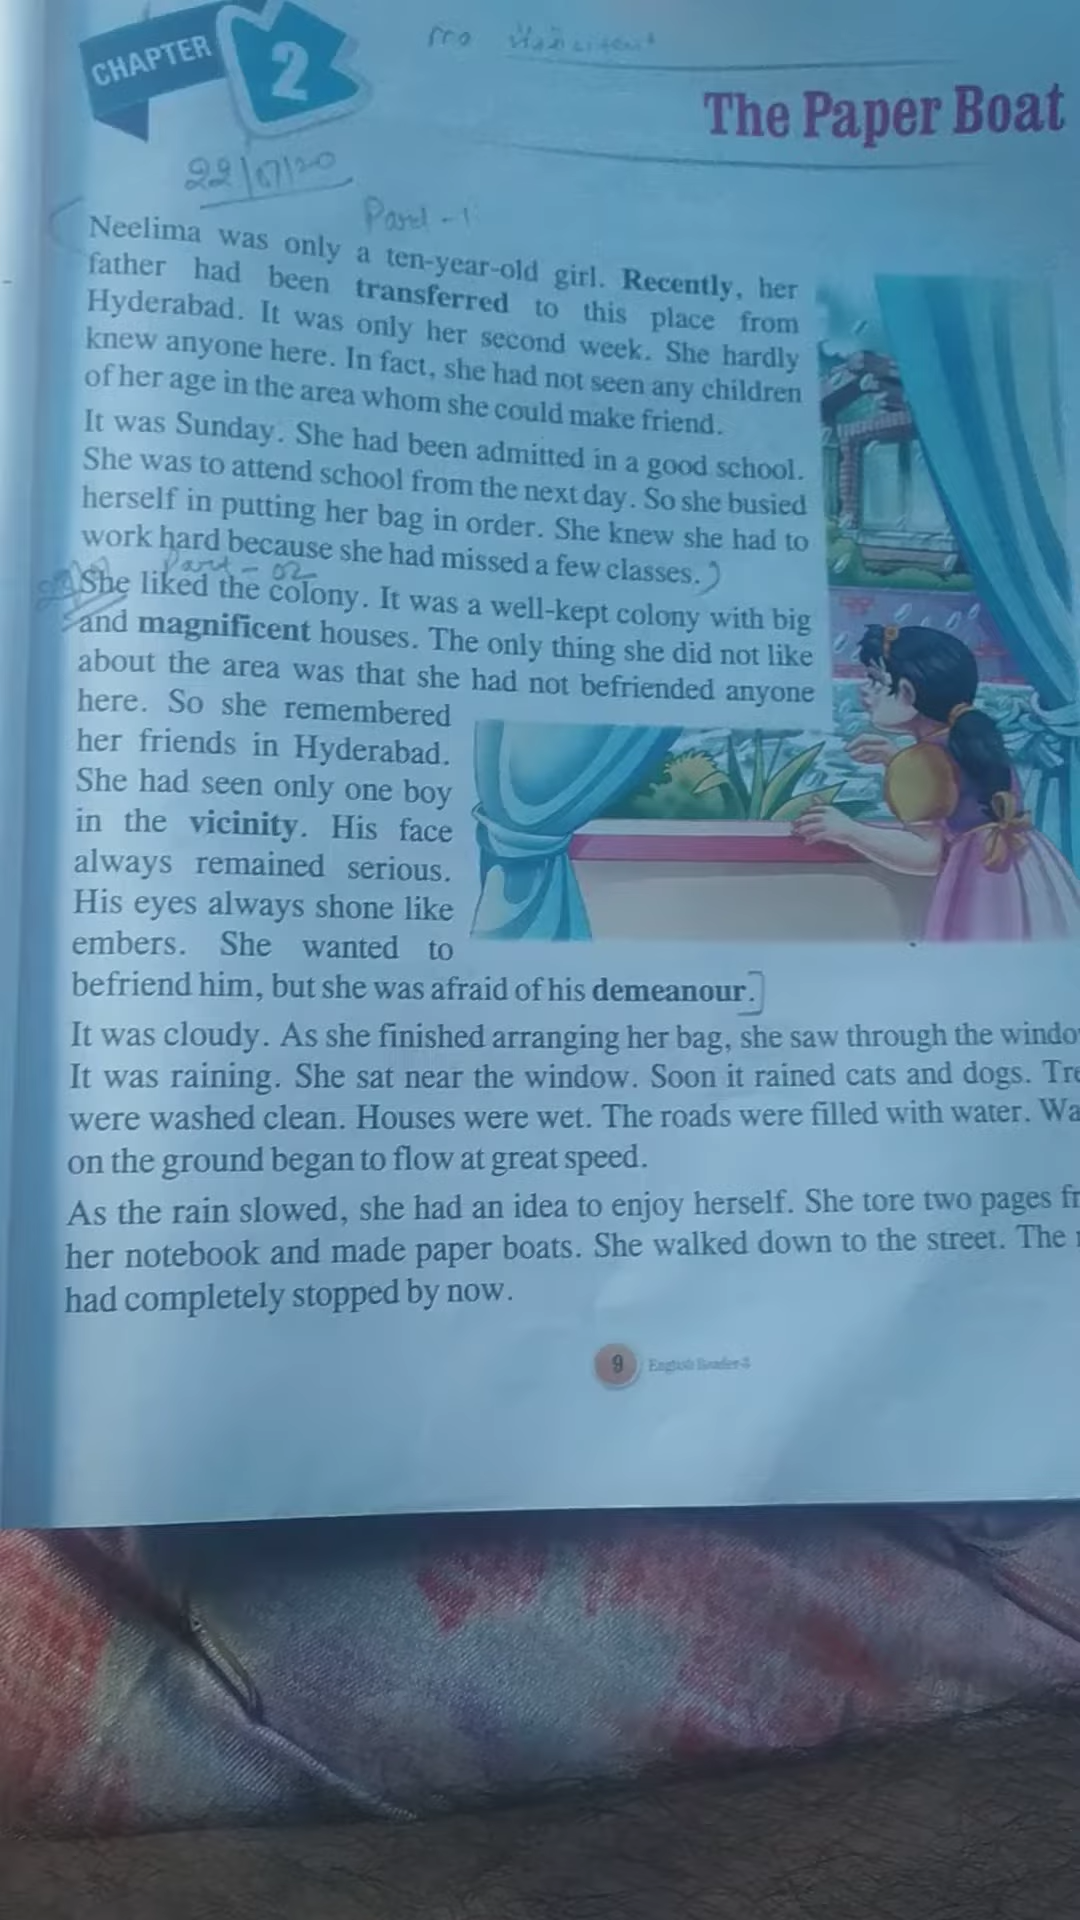 CHAPTER 2
The Paper Boat
Part - 1
Neelima was only a ten-year-old girl. Recently, her
father had been transferred to this place from
Hyderabad. It was only her second week. She hardly
knew anyone here. In fact, she had not seen any children
of her age in the area whom she could make friend.
It was Sunday. She had been admitted in a good school.
She was to attend school from the next day. So she busied
herself in putting her bag in order. She knew she had to
work hard because she had missed a few classes.
Part - 02
She liked the colony. It was a well-kept colony with big
and magnificent houses. The only thing she did not like
about the area was that she had not befriended anyone
here. So she remembered
her friends in Hyderabad.
She had seen only one boy
in the vicinity. His face
always remained serious.
His eyes always shone like
embers. She wanted to
befriend him, but she was afraid of his demeanour.
It was cloudy. As she finished arranging her bag, she saw through the windo
It was raining. She sat near the window. Soon it rained cats and dogs. Tre
were washed clean. Houses were wet. The roads were filled with water. Wa
on the ground began to flow at great speed.
As the rain slowed, she had an idea to enjoy herself. She tore two pages fr
her notebook and made paper boats. She walked down to the street. The
had completely stopped by now.
9 English Reader-